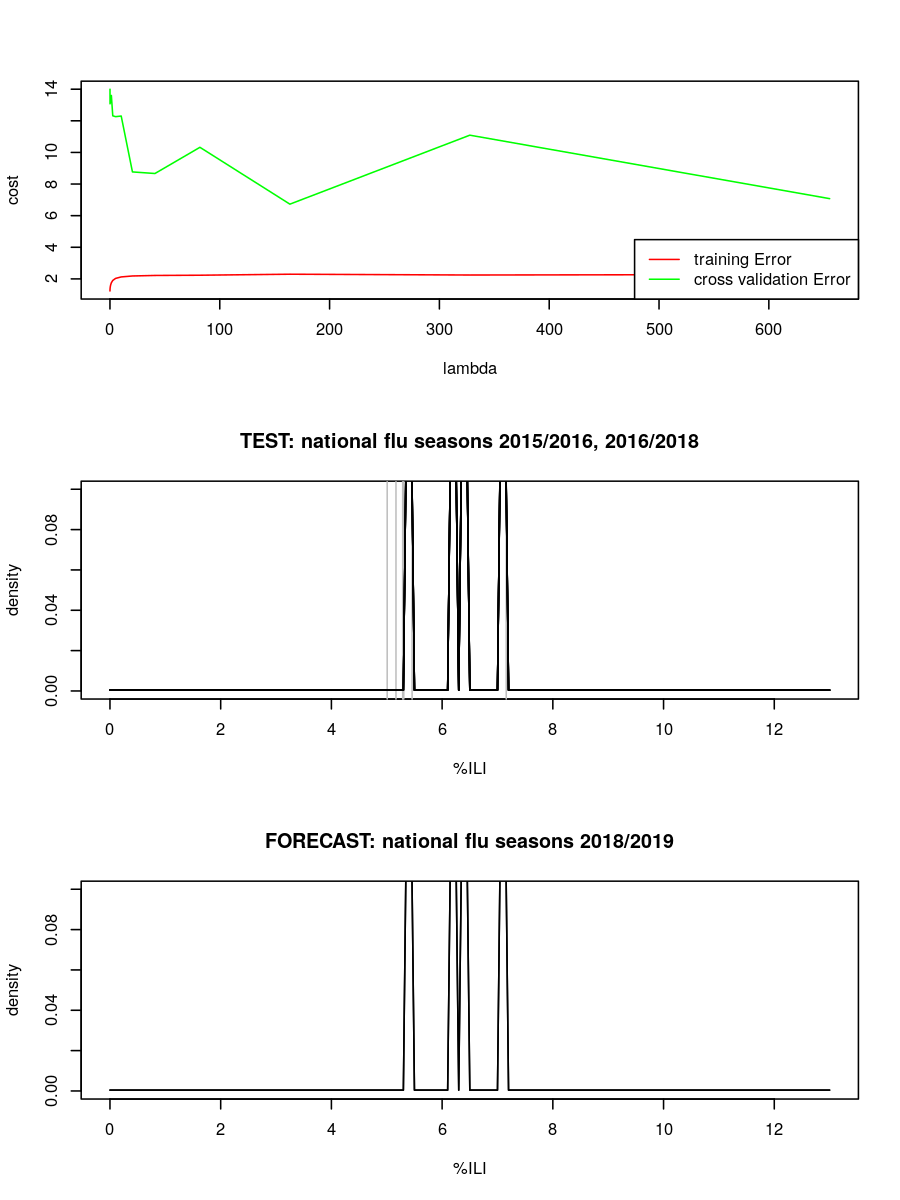 14
10
8
6
4
2
cost
training Error
cross validation Error
0 100 200 300 400 500 600
lambda
TEST: national flu seasons 2015/2016, 2016/2018
0.08
0.04
0.00
density
0 2 4 6 8 10 12
%ILI
FORECAST: national flu seasons 2018/2019
0.08
0.04
0.00
density
0 2 4 6 8 10 12
%ILI